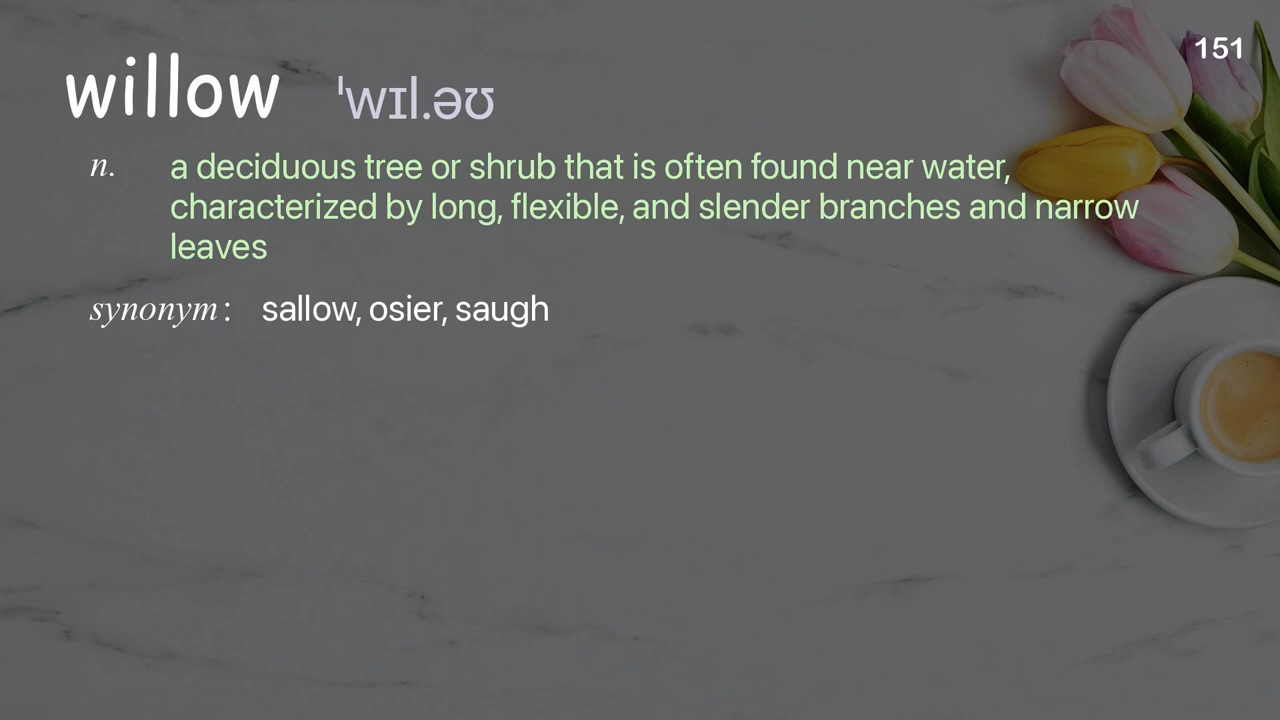 151
willow ˈwɪl.əʊ
n. a deciduous tree or shrub that is often found near water,
characterized by long, flexible, and slender branches and narrow
leaves
synonym: sallow, osier, saugh